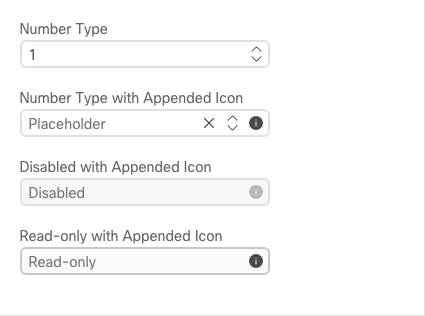 Number Type
1
Number Type with Appended Icon
Placeholder
Disabled with Appended Icon
Disabled
Read-only with Appended Icon
Read-only